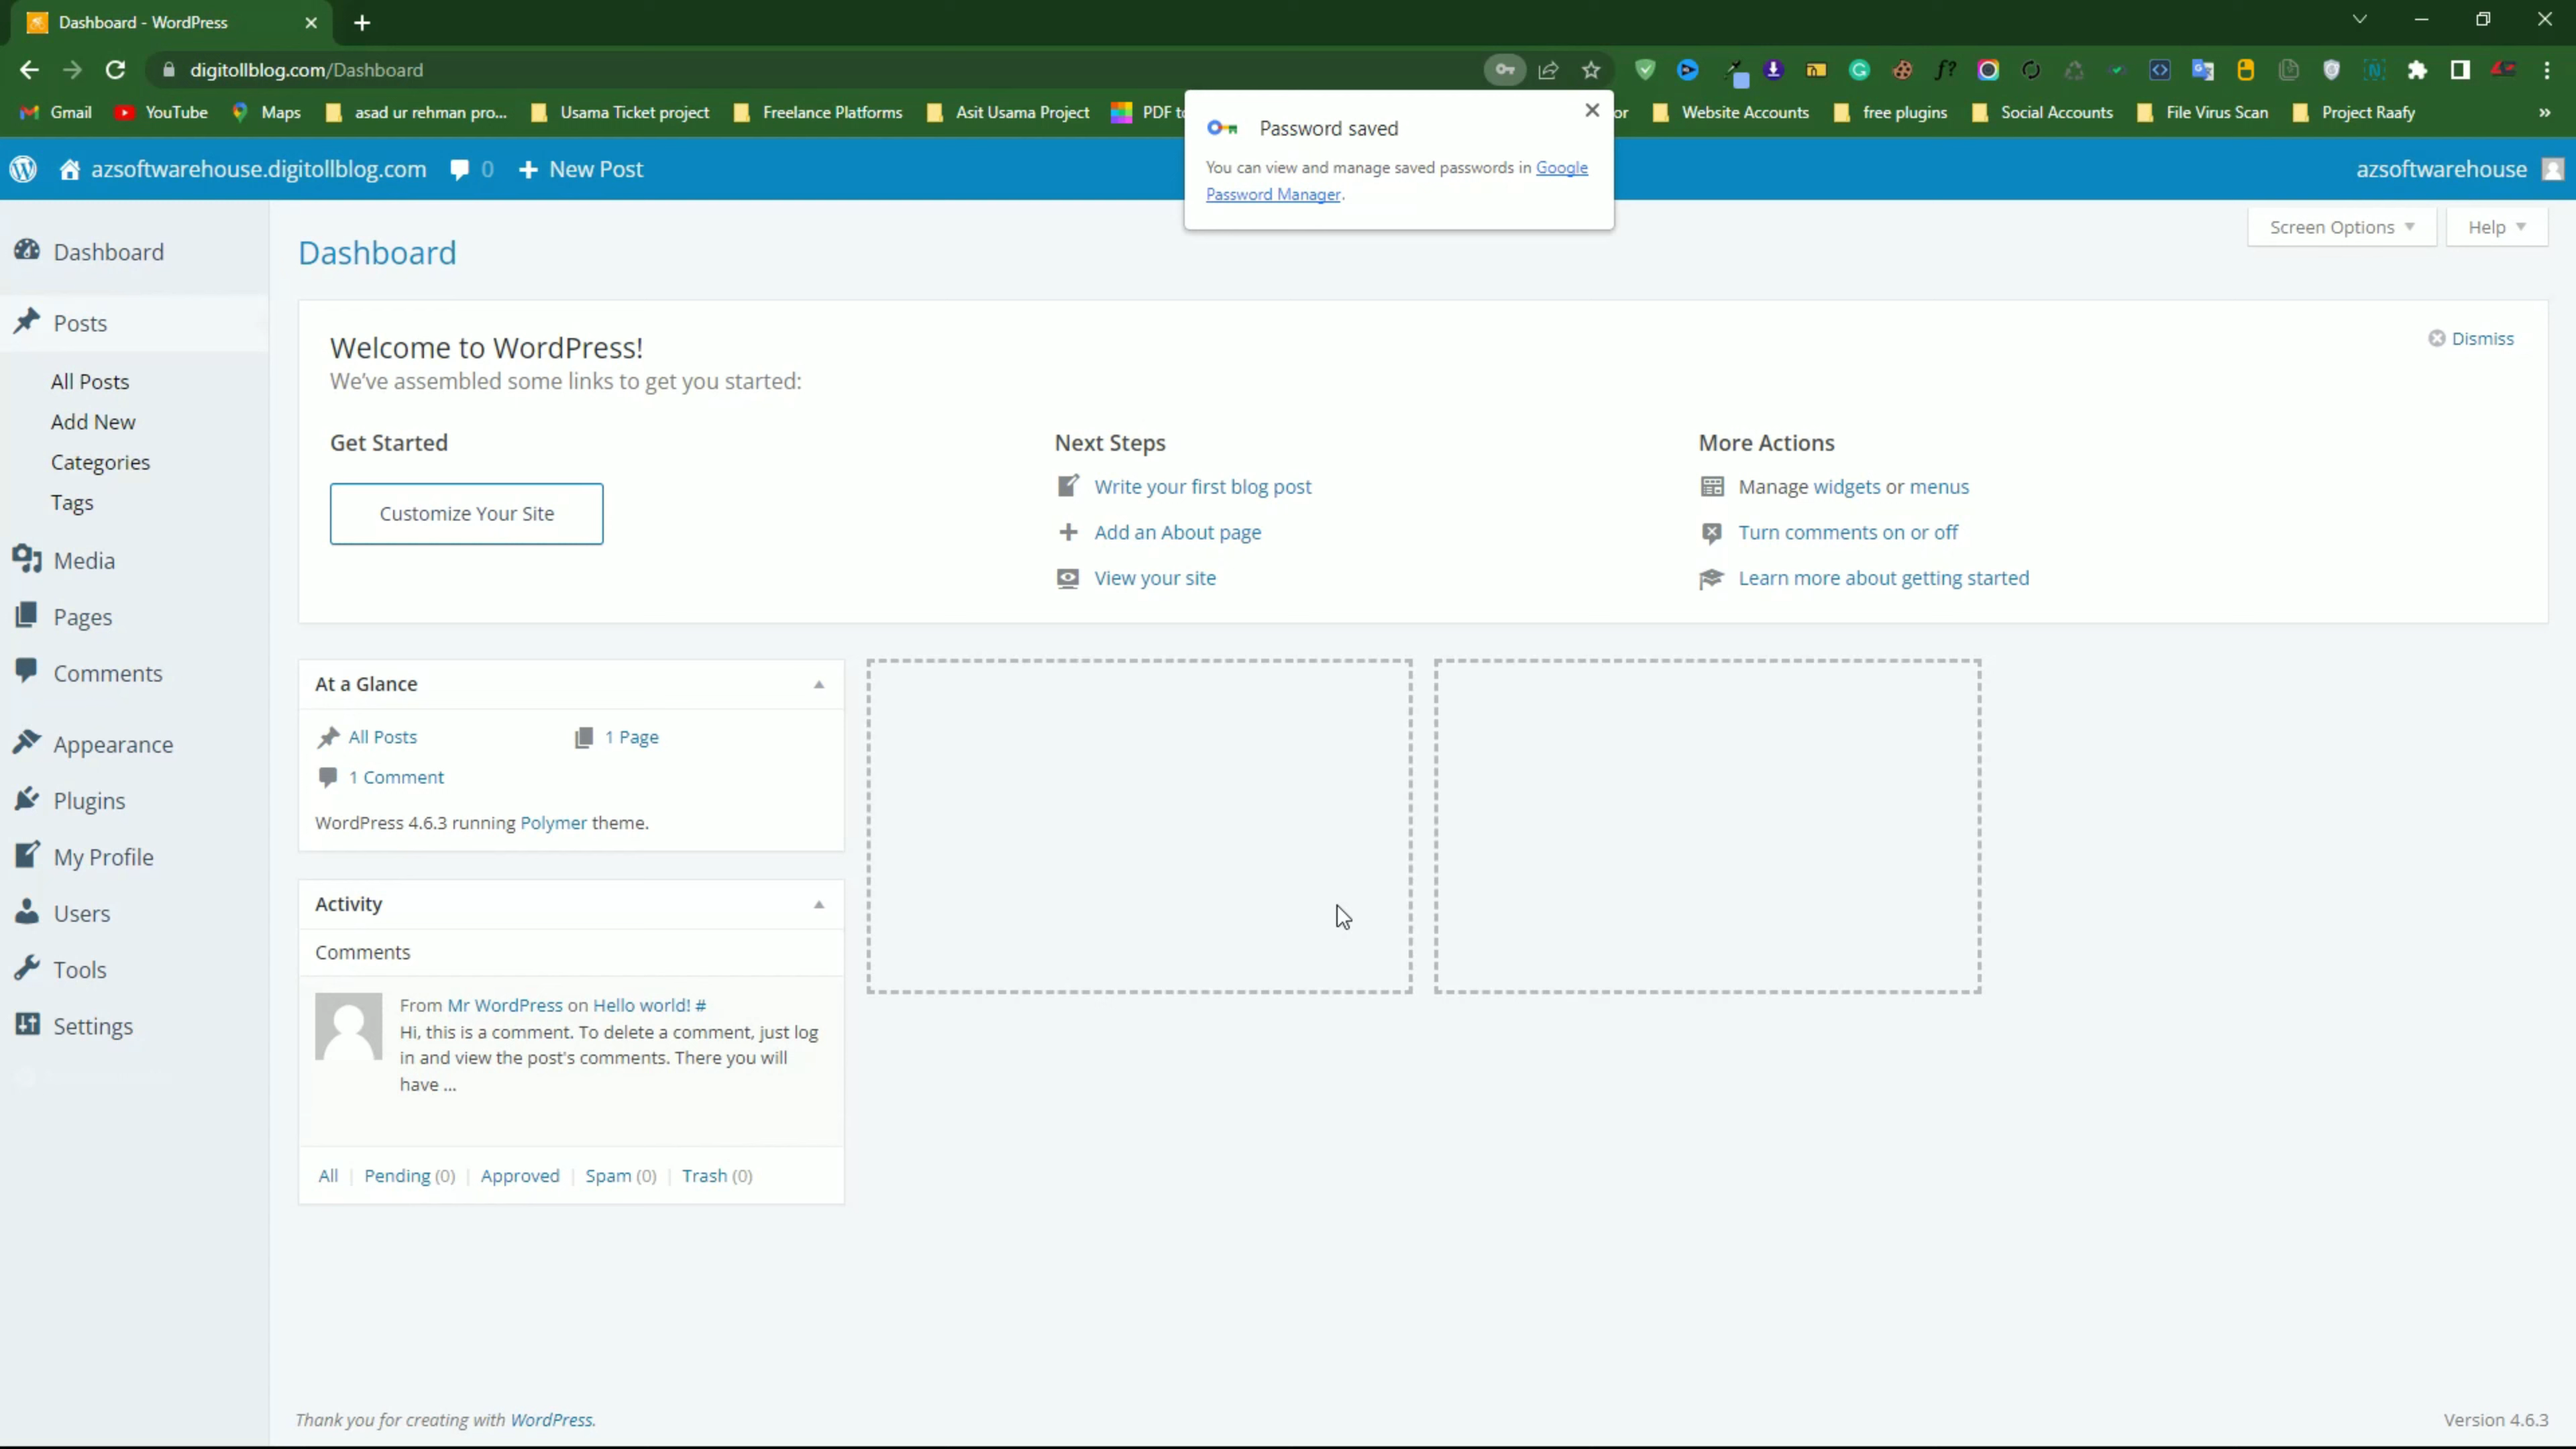 Dashboard - WordPress
digitollblog.com/Dashboard
Gmail
YouTube
Maps
asad ur rehman pro...
Usama Ticket project
Freelance Platforms
Asit Usama Project
PDF to
or
Website Accounts
free plugins
Social Accounts
File Virus Scan
Project Raafy
»
Password saved
You can view and manage saved passwords in Google
Password Manager.
azsoftwarehouse.digitollblog.com
0
New Post
azsoftwarehouse
Screen Options
Help
Dashboard
Posts
All Posts
Add New
Categories
Tags
Media
Pages
Comments
Appearance
Plugins
My Profile
Users
Tools
Settings
Dashboard
Welcome to WordPress!
We've assembled some links to get you started:
Dismiss
Get Started
Customize Your Site
Next Steps
Write your first blog post
Add an About page
View your site
More Actions
Manage widgets or menus
Turn comments on or off
Learn more about getting started
At a Glance
All Posts
1 Page
1 Comment
WordPress 4.6.3 running Polymer theme.
Activity
Comments
From Mr WordPress on Hello world! #
Hi, this is a comment. To delete a comment, just log
in and view the post's comments. There you will
have ...
All | Pending (0) | Approved | Spam (0) | Trash (0)
Thank you for creating with WordPress.
Version 4.6.3